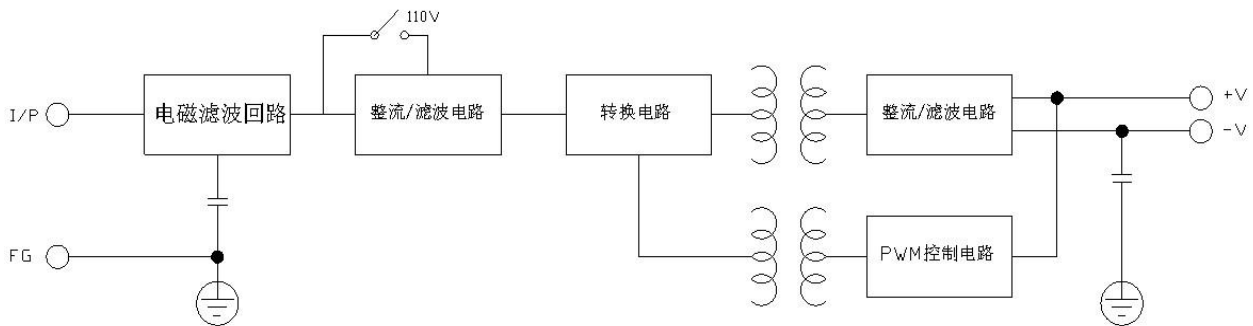 110V
I/P
电磁滤波回路
整流/滤波电路
转换电路
整流/滤波电路
+V
-V
FG
PWM控制电路